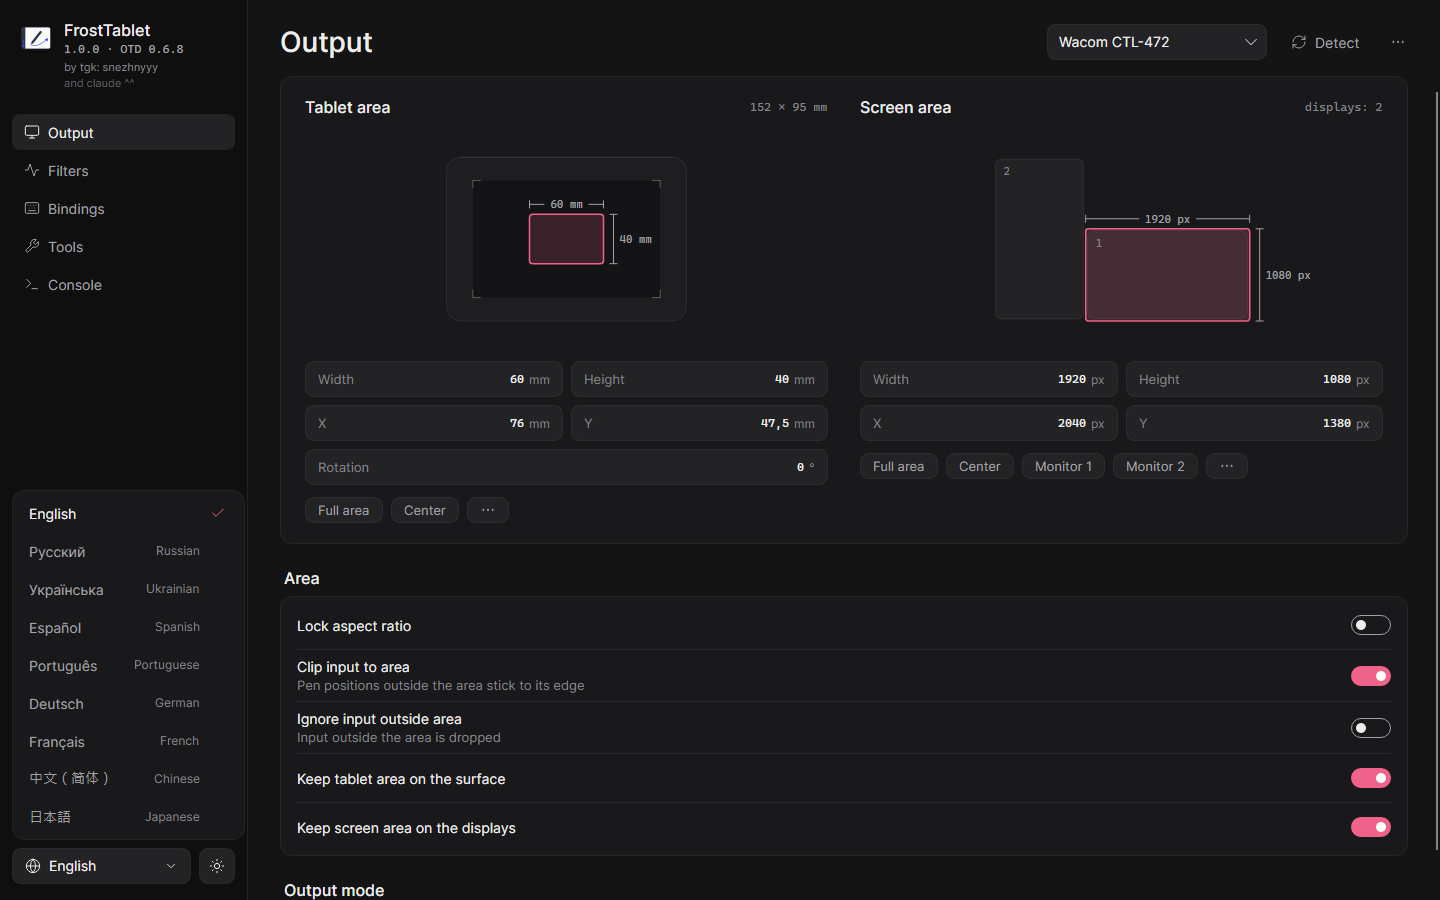 FrostTablet
1.0.0 · OTD 0.6.8
by tgk: snezhnyyy
and claude ^^
Output
Filters
Bindings
Tools
Console
English
Русский Russian
Українська Ukrainian
Español Spanish
Português Portuguese
Deutsch German
Français French
中文（简体） Chinese
日本語 Japanese
English
Output
Wacom CTL-472
Detect
···
Tablet area
152 × 95 mm
60 mm
40 mm
Width 60 mm
Height 40 mm
X 76 mm
Y 47,5 mm
Rotation 0 °
Full area
Center
···
Screen area
displays: 2
2
1920 px
1
1080 px
Width 1920 px
Height 1080 px
X 2040 px
Y 1380 px
Full area
Center
Monitor 1
Monitor 2
···
Area
Lock aspect ratio
Clip input to area
Pen positions outside the area stick to its edge
Ignore input outside area
Input outside the area is dropped
Keep tablet area on the surface
Keep screen area on the displays
Output mode